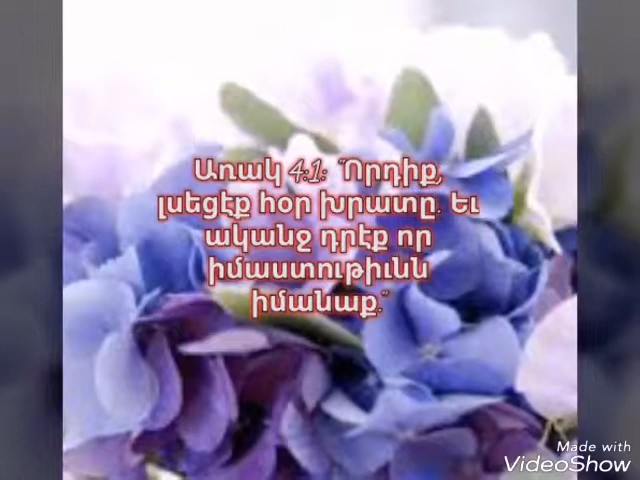 Առակ 4:1: "Որդիք,
լսեցէք հօր խրատը. Եւ
ականջ դրէք որ
իմաստութիւնն
իմանաք."
Made with
VideoShow